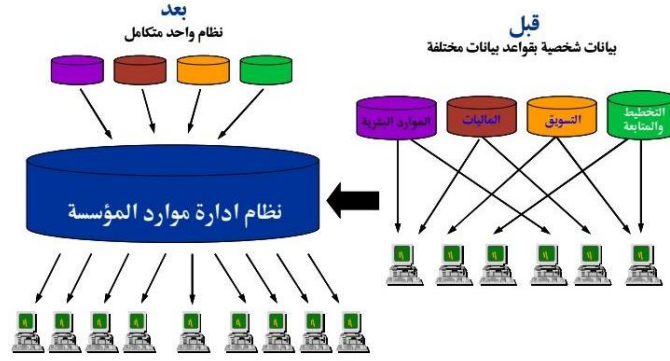 قبل
بيانات شخصية بقواعد بيانات مختلفة
التخطيط
والمتابعة
التسويق
الماليات
الموارد البشرية
بعد
نظام واحد متكامل
نظام ادارة موارد المؤسسة